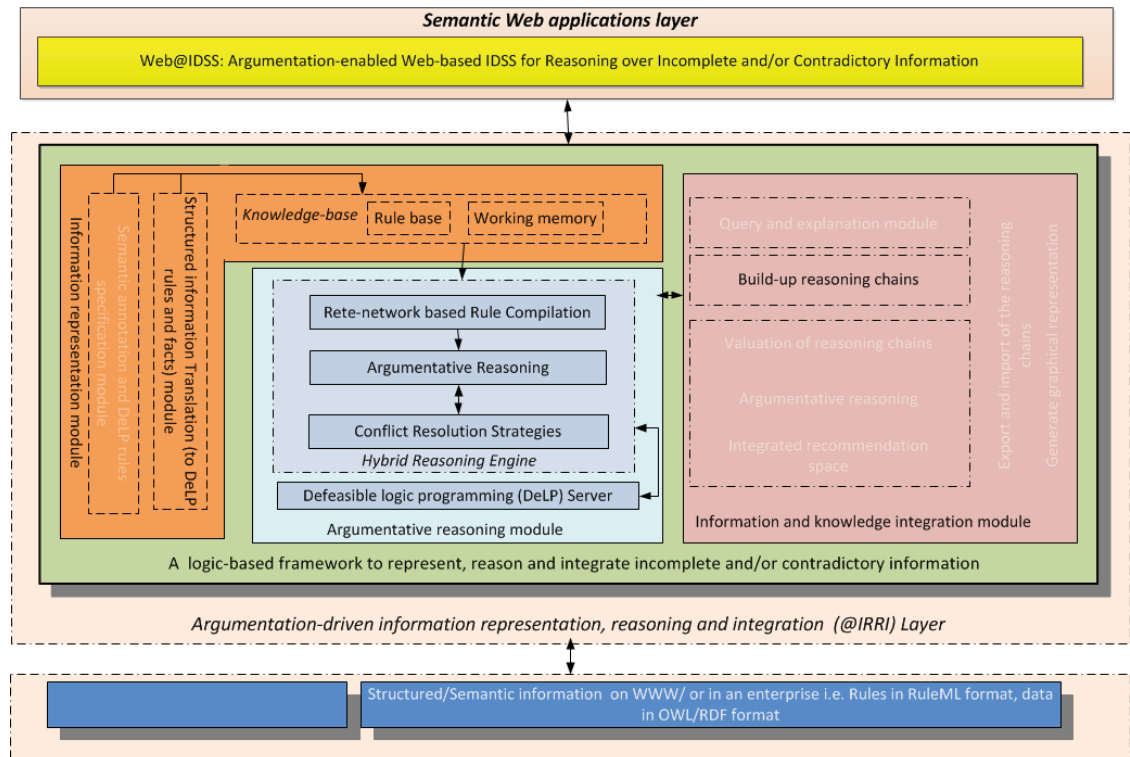 Semantic Web applications layer
Web@IDSS: Argumentation-enabled Web-based IDSS for Reasoning over Incomplete and/or Contradictory Information
Information representation module
Semantic annotation and DeLP rules
specification module
Structured information Translation (to DeLP
rules and facts) module
Knowledge-base
Rule base
Working memory
Rete-network based Rule Compilation
Argumentative Reasoning
Conflict Resolution Strategies
Hybrid Reasoning Engine
Defeasible logic programming (DeLP) Server
Argumentative reasoning module
Query and explanation module
Build-up reasoning chains
Valuation of reasoning chains
Argumentative reasoning
Integrated recommendation
space
Export and import of the reasoning
chains
Generate graphical representation
Information and knowledge integration module
A logic-based framework to represent, reason and integrate incomplete and/or contradictory information
Argumentation-driven information representation, reasoning and integration (@IRRI) Layer
Structured/Semantic information on WWW/ or in an enterprise i.e. Rules in RuleML format, data
in OWL/RDF format